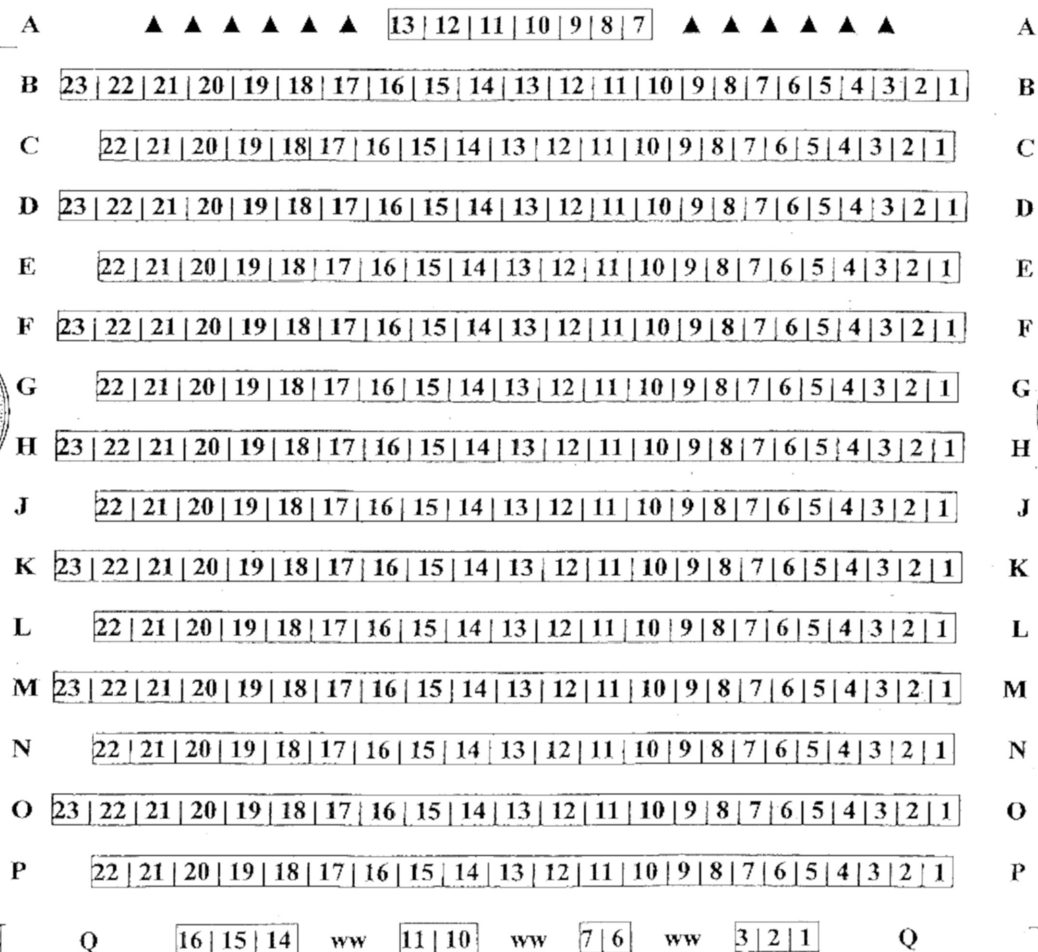 A ▲ ▲ ▲ ▲ ▲ ▲ 13 | 12 | 11 | 10 | 9 | 8 | 7 ▲ ▲ ▲ ▲ ▲ ▲ A
B 23 | 22 | 21 | 20 | 19 | 18 | 17 | 16 | 15 | 14 | 13 | 12 | 11 | 10 | 9 | 8 | 7 | 6 | 5 | 4 | 3 | 2 | 1 B
C 22 | 21 | 20 | 19 | 18 | 17 | 16 | 15 | 14 | 13 | 12 | 11 | 10 | 9 | 8 | 7 | 6 | 5 | 4 | 3 | 2 | 1 C
D 23 | 22 | 21 | 20 | 19 | 18 | 17 | 16 | 15 | 14 | 13 | 12 | 11 | 10 | 9 | 8 | 7 | 6 | 5 | 4 | 3 | 2 | 1 D
E 22 | 21 | 20 | 19 | 18 | 17 | 16 | 15 | 14 | 13 | 12 | 11 | 10 | 9 | 8 | 7 | 6 | 5 | 4 | 3 | 2 | 1 E
F 23 | 22 | 21 | 20 | 19 | 18 | 17 | 16 | 15 | 14 | 13 | 12 | 11 | 10 | 9 | 8 | 7 | 6 | 5 | 4 | 3 | 2 | 1 F
G 22 | 21 | 20 | 19 | 18 | 17 | 16 | 15 | 14 | 13 | 12 | 11 | 10 | 9 | 8 | 7 | 6 | 5 | 4 | 3 | 2 | 1 G
H 23 | 22 | 21 | 20 | 19 | 18 | 17 | 16 | 15 | 14 | 13 | 12 | 11 | 10 | 9 | 8 | 7 | 6 | 5 | 4 | 3 | 2 | 1 H
J 22 | 21 | 20 | 19 | 18 | 17 | 16 | 15 | 14 | 13 | 12 | 11 | 10 | 9 | 8 | 7 | 6 | 5 | 4 | 3 | 2 | 1 J
K 23 | 22 | 21 | 20 | 19 | 18 | 17 | 16 | 15 | 14 | 13 | 12 | 11 | 10 | 9 | 8 | 7 | 6 | 5 | 4 | 3 | 2 | 1 K
L 22 | 21 | 20 | 19 | 18 | 17 | 16 | 15 | 14 | 13 | 12 | 11 | 10 | 9 | 8 | 7 | 6 | 5 | 4 | 3 | 2 | 1 L
M 23 | 22 | 21 | 20 | 19 | 18 | 17 | 16 | 15 | 14 | 13 | 12 | 11 | 10 | 9 | 8 | 7 | 6 | 5 | 4 | 3 | 2 | 1 M
N 22 | 21 | 20 | 19 | 18 | 17 | 16 | 15 | 14 | 13 | 12 | 11 | 10 | 9 | 8 | 7 | 6 | 5 | 4 | 3 | 2 | 1 N
O 23 | 22 | 21 | 20 | 19 | 18 | 17 | 16 | 15 | 14 | 13 | 12 | 11 | 10 | 9 | 8 | 7 | 6 | 5 | 4 | 3 | 2 | 1 O
P 22 | 21 | 20 | 19 | 18 | 17 | 16 | 15 | 14 | 13 | 12 | 11 | 10 | 9 | 8 | 7 | 6 | 5 | 4 | 3 | 2 | 1 P
Q 16 | 15 | 14 ww 11 | 10 ww 7 | 6 ww 3 | 2 | 1 Q